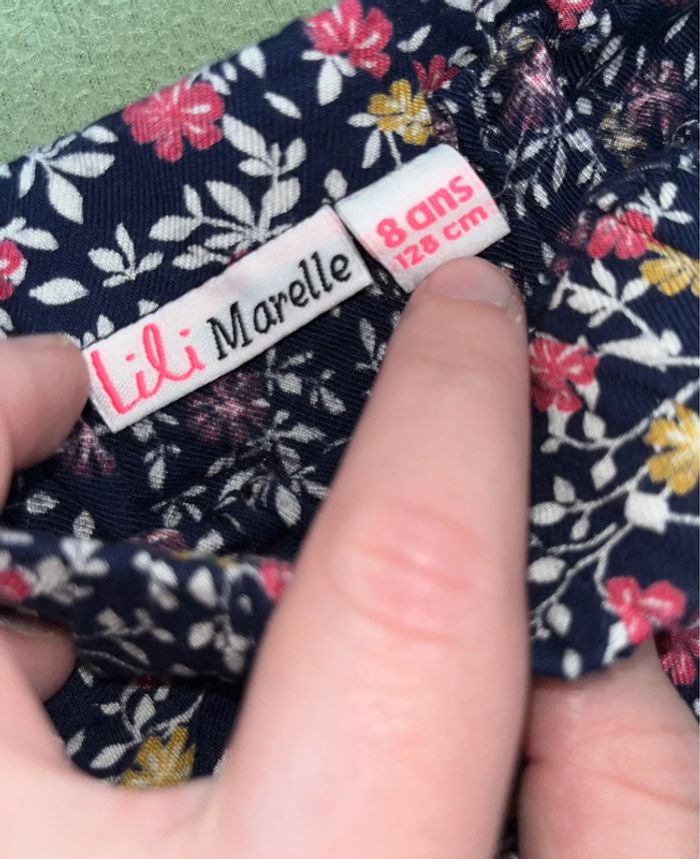 Lili Marelle
8 ans
128 cm